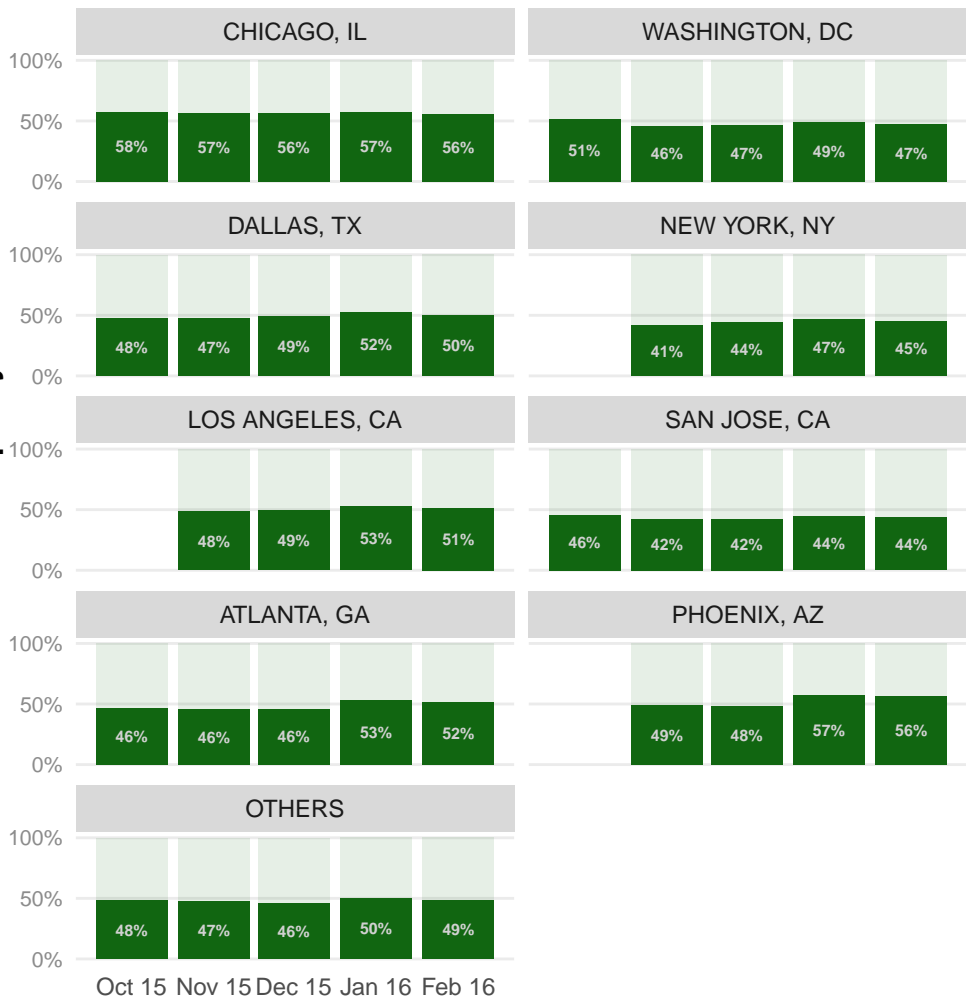 CHICAGO, IL WASHINGTON, DC
100%
50%
58% 57% 56% 57% 56% 51% 46% 47% 49% 47%
0%
DALLAS, TX NEW YORK, NY
100%
50%
48% 47% 49% 52% 50% 41% 44% 47% 45%
0%
LOS ANGELES, CA SAN JOSE, CA
100%
50%
48% 49% 53% 51% 46% 42% 42% 44% 44%
0%
ATLANTA, GA PHOENIX, AZ
100%
50%
46% 46% 46% 53% 52% 49% 48% 57% 56%
0%
OTHERS
100%
50%
48% 47% 46% 50% 49%
0%
Oct 15 Nov 15 Dec 15 Jan 16 Feb 16